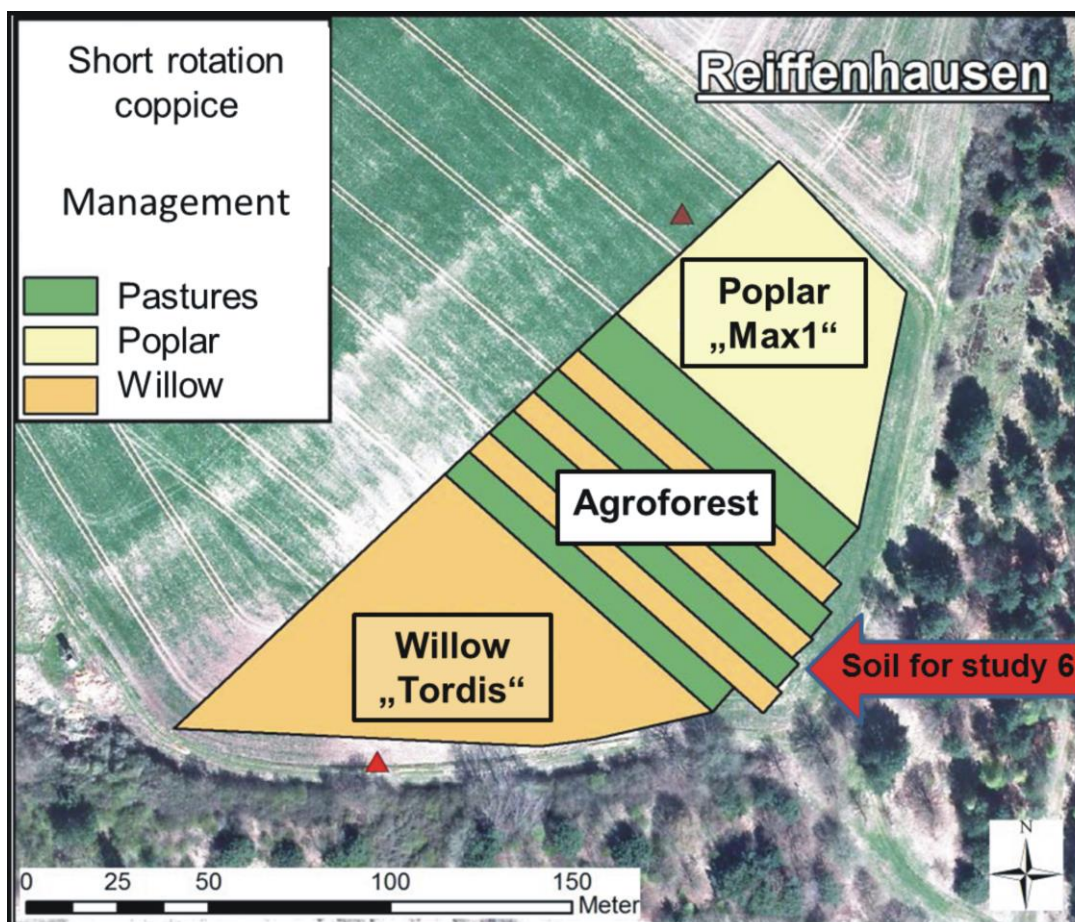 Short rotation
coppice
Management
Pastures
Poplar
Willow
Reiffenhausen
Poplar
„Max1“
Agroforest
Willow
„Tordis“
Soil for study 6
N
0 25 50 100 150
Meter